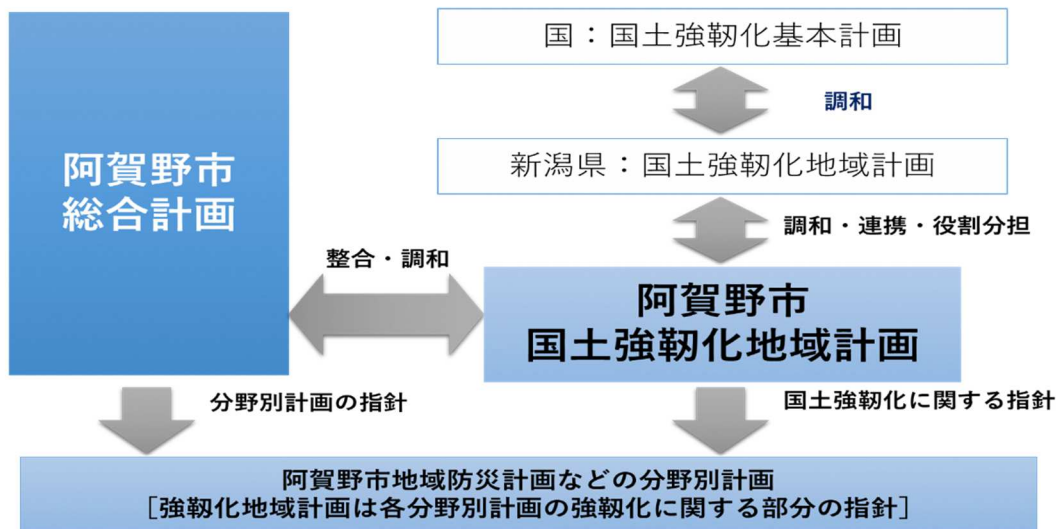 阿賀野市
総合計画
国：国土強靭化基本計画
調和
新潟県：国土強靭化地域計画
調和・連携・役割分担
整合・調和
阿賀野市
国土強靭化地域計画
分野別計画の指針
国土強靭化に関する指針
阿賀野市地域防災計画などの分野別計画
［強靭化地域計画は各分野別計画の強靭化に関する部分の指針］